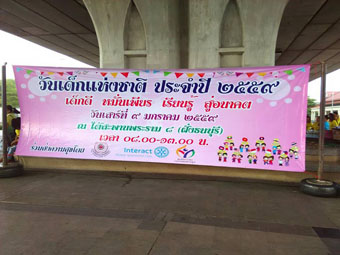 วันเด็กแห่งชาติ ประจำปี ๒๕๕๙
เด็กดี หมั่นเพียร เรียนรู้ สู่อนาคต
วันเสาร์ที่ ๙ มกราคม ๒๕๕๙
ณ ใต้สะพานพระราม ๘ (ฝั่งธนบุรี)
เวลา ๐๘.๐๐-๑๓.๐๐ น.
Interact